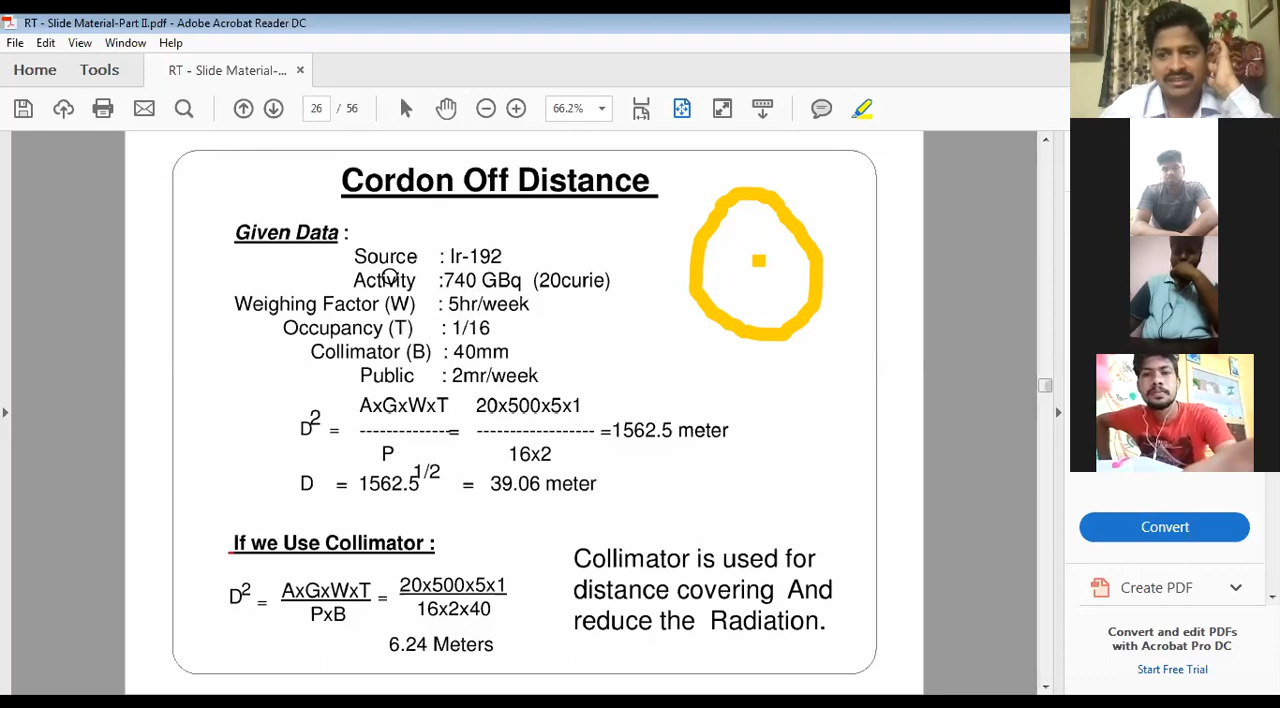 RT - Slide Material-Part II.pdf - Adobe Acrobat Reader DC
File Edit View Window Help
Home Tools RT - Slide Material-... ×
26 / 56 66.2%
Cordon Off Distance
Given Data :
Source : Ir-192
Activity :740 GBq (20curie)
Weighing Factor (W) : 5hr/week
Occupancy (T) : 1/16
Collimator (B) : 40mm
Public : 2mr/week
AxGxWxT 20x500x5x1
D2 = --------------= ------------------ =1562.5 meter
P 16x2
D = 1562.5 1/2 = 39.06 meter
If we Use Collimator :
D2 = AxGxWxT = 20x500x5x1
PxB 16x2x40
6.24 Meters
Collimator is used for
distance covering And
reduce the Radiation.
Convert
Create PDF
Convert and edit PDFs
with Acrobat Pro DC
Start Free Trial